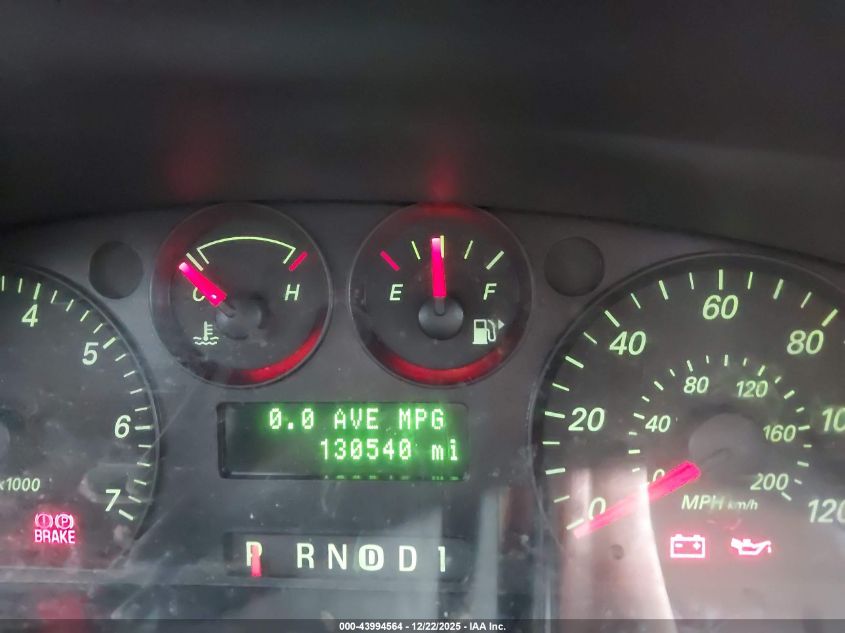 4
5
6
7
x1000
BRAKE
C H
E F
0.0 AVE MPG
130540 mi
P R N D D 1
0 20 40 60 80 100 120
0 40 80 120 160 200
MPH km/h
000-43994564 - 12/22/2025 - IAA Inc.